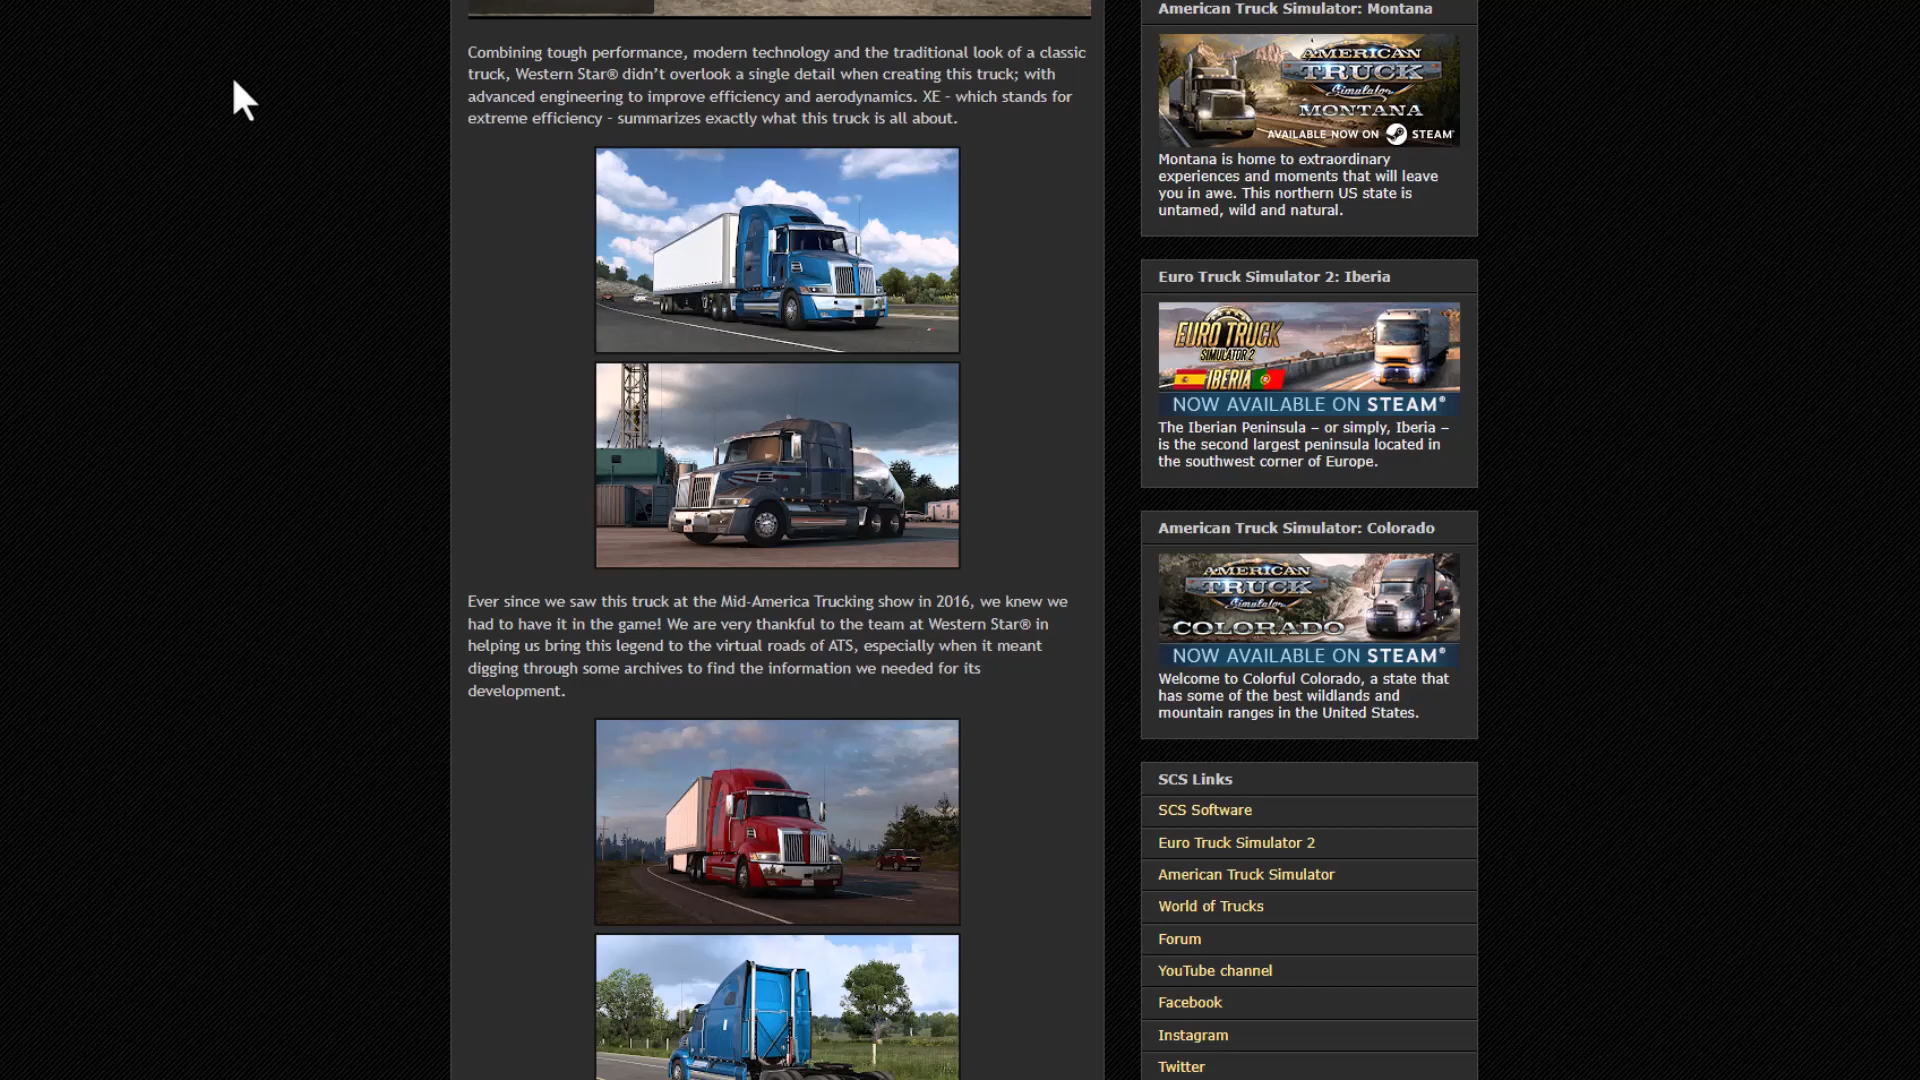 Combining tough performance, modern technology and the traditional look of a classic
truck, Western Star® didn’t overlook a single detail when creating this truck; with
advanced engineering to improve efficiency and aerodynamics. XE - which stands for
extreme efficiency - summarizes exactly what this truck is all about.
Ever since we saw this truck at the Mid-America Trucking show in 2016, we knew we
had to have it in the game! We are very thankful to the team at Western Star® in
helping us bring this legend to the virtual roads of ATS, especially when it meant
digging through some archives to find the information we needed for its
development.
American Truck Simulator: Montana
AMERICAN
TRUCK
Simulator
MONTANA
AVAILABLE NOW ON STEAM
Montana is home to extraordinary
experiences and moments that will leave
you in awe. This northern US state is
untamed, wild and natural.
Euro Truck Simulator 2: Iberia
EURO TRUCK
SIMULATOR 2
IBERIA
NOW AVAILABLE ON STEAM®
The Iberian Peninsula – or simply, Iberia –
is the second largest peninsula located in
the southwest corner of Europe.
American Truck Simulator: Colorado
AMERICAN
TRUCK
Simulator
COLORADO
NOW AVAILABLE ON STEAM®
Welcome to Colorful Colorado, a state that
has some of the best wildlands and
mountain ranges in the United States.
SCS Links
SCS Software
Euro Truck Simulator 2
American Truck Simulator
World of Trucks
Forum
YouTube channel
Facebook
Instagram
Twitter